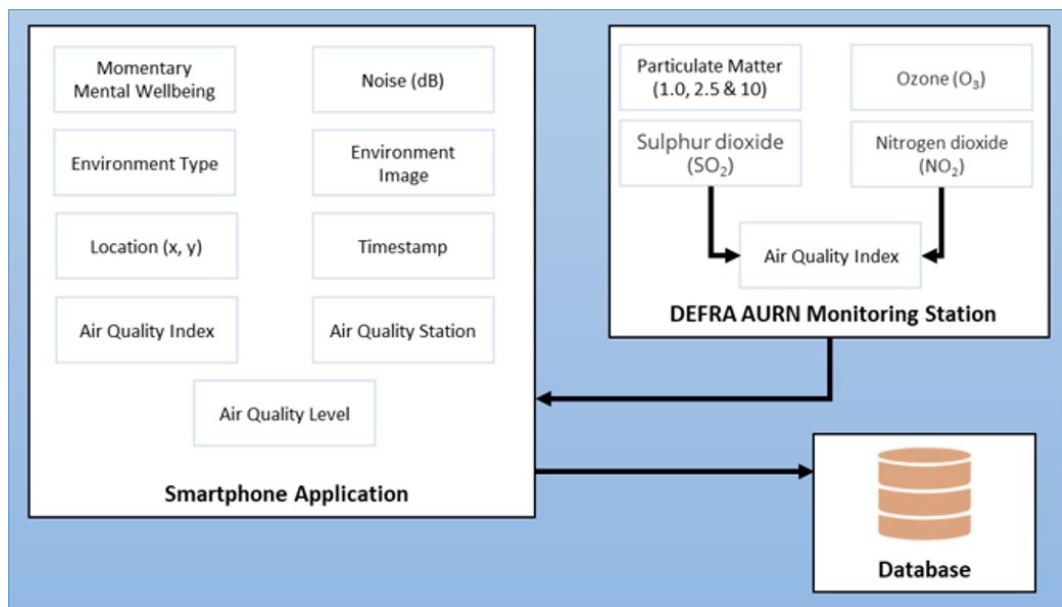 Momentary
Mental Wellbeing
Noise (dB)
Environment Type
Environment
Image
Location (x, y)
Timestamp
Air Quality Index
Air Quality Station
Air Quality Level
Smartphone Application
Particulate Matter
(1.0, 2.5 & 10)
Ozone (O₃)
Sulphur dioxide
(SO₂)
Nitrogen dioxide
(NO₂)
Air Quality Index
DEFRA AURN Monitoring Station
Database